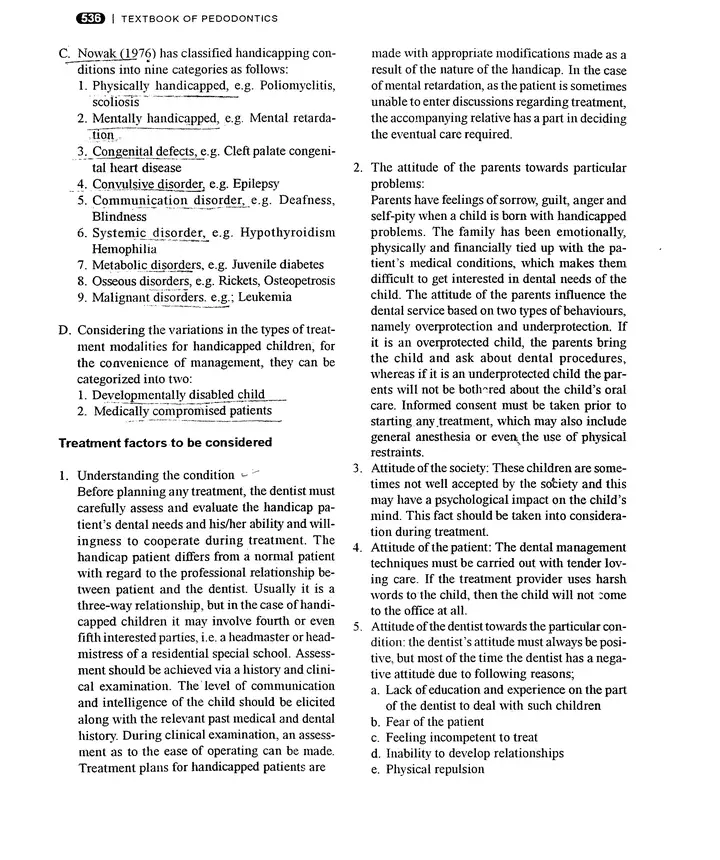 536 | TEXTBOOK OF PEDODONTICS
C. Nowak (1976) has classified handicapping con-
ditions into nine categories as follows:
1. Physically handicapped, e.g. Poliomyelitis,
scoliosis
2. Mentally handicapped, e.g. Mental retarda-
tion.
3. Congenital defects, e.g. Cleft palate congeni-
tal heart disease
4. Convulsive disorder, e.g. Epilepsy
5. Communication disorder, e.g. Deafness,
Blindness
6. Systemic disorder, e.g. Hypothyroidism
Hemophilia
7. Metabolic disorders, e.g. Juvenile diabetes
8. Osseous disorders, e.g. Rickets, Osteopetrosis
9. Malignant disorders. e.g.; Leukemia
D. Considering the variations in the types of treat-
ment modalities for handicapped children, for
the convenience of management, they can be
categorized into two:
1. Developmentally disabled child
2. Medically compromised patients
Treatment factors to be considered
1. Understanding the condition
Before planning any treatment, the dentist must
carefully assess and evaluate the handicap pa-
tient's dental needs and his/her ability and will-
ingness to cooperate during treatment. The
handicap patient differs from a normal patient
with regard to the professional relationship be-
tween patient and the dentist. Usually it is a
three-way relationship, but in the case of handi-
capped children it may involve fourth or even
fifth interested parties, i.e. a headmaster or head-
mistress of a residential special school. Assess-
ment should be achieved via a history and clini-
cal examination. The level of communication
and intelligence of the child should be elicited
along with the relevant past medical and dental
history. During clinical examination, an assess-
ment as to the ease of operating can be made.
Treatment plans for handicapped patients are
made with appropriate modifications made as a
result of the nature of the handicap. In the case
of mental retardation, as the patient is sometimes
unable to enter discussions regarding treatment,
the accompanying relative has a part in deciding
the eventual care required.
2. The attitude of the parents towards particular
problems:
Parents have feelings of sorrow, guilt, anger and
self-pity when a child is born with handicapped
problems. The family has been emotionally,
physically and financially tied up with the pa-
tient's medical conditions, which makes them
difficult to get interested in dental needs of the
child. The attitude of the parents influence the
dental service based on two types of behaviours,
namely overprotection and underprotection. If
it is an overprotected child, the parents bring
the child and ask about dental procedures,
whereas if it is an underprotected child the par-
ents will not be bothered about the child's oral
care. Informed consent must be taken prior to
starting any treatment, which may also include
general anesthesia or even the use of physical
restraints.
3. Attitude of the society: These children are some-
times not well accepted by the society and this
may have a psychological impact on the child's
mind. This fact should be taken into considera-
tion during treatment.
4. Attitude of the patient: The dental management
techniques must be carried out with tender lov-
ing care. If the treatment provider uses harsh
words to the child, then the child will not come
to the office at all.
5. Attitude of the dentist towards the particular con-
dition: the dentist's attitude must always be posi-
tive, but most of the time the dentist has a nega-
tive attitude due to following reasons;
a. Lack of education and experience on the part
of the dentist to deal with such children
b. Fear of the patient
c. Feeling incompetent to treat
d. Inability to develop relationships
e. Physical repulsion